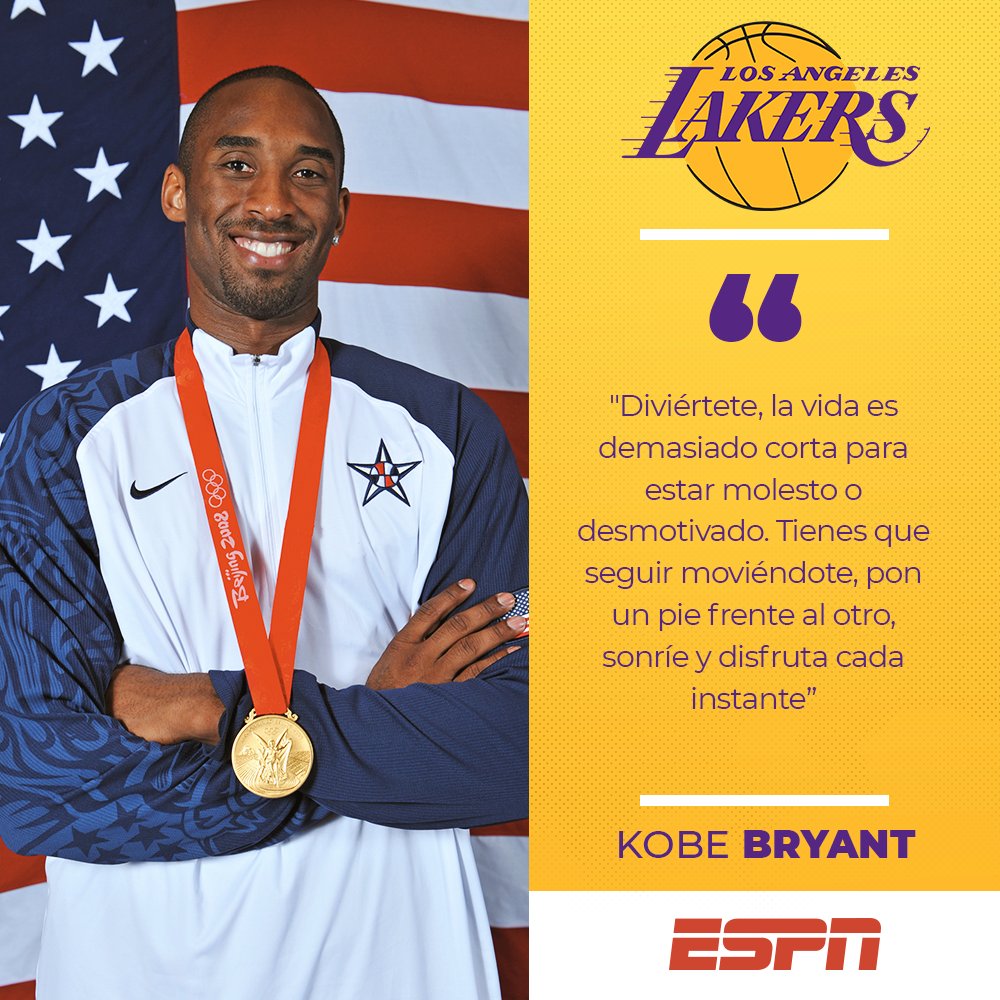 Beijing 2008
LOS ANGELES
LAKERS
“
"Diviértete, la vida es
demasiado corta para
estar molesto o
desmotivado. Tienes que
seguir moviéndote, pon
un pie frente al otro,
sonríe y disfruta cada
instante”
KOBE BRYANT
ESPN